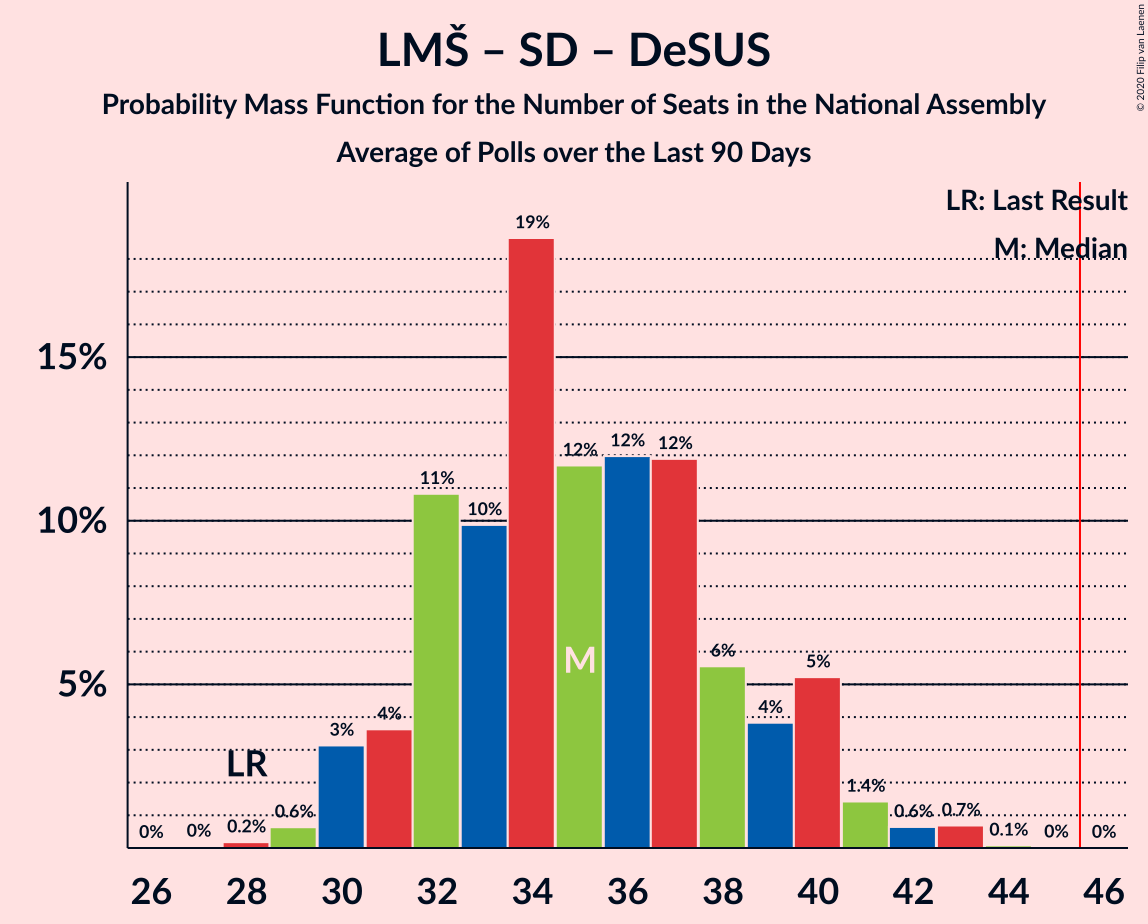 LMŠ – SD – DeSUS
Probability Mass Function for the Number of Seats in the National Assembly
Average of Polls over the Last 90 Days
© 2020 Filip van Laenen
LR: Last Result
M: Median
19%
15%
12%
12%
12%
11%
10%
10%
6%
M
5%
5%
4%
4%
3%
LR
1.4%
0.6%
0.6%
0.7%
0%
0%
0.2%
0.1%
0%
0%
26 28 30 32 34 36 38 40 42 44 46